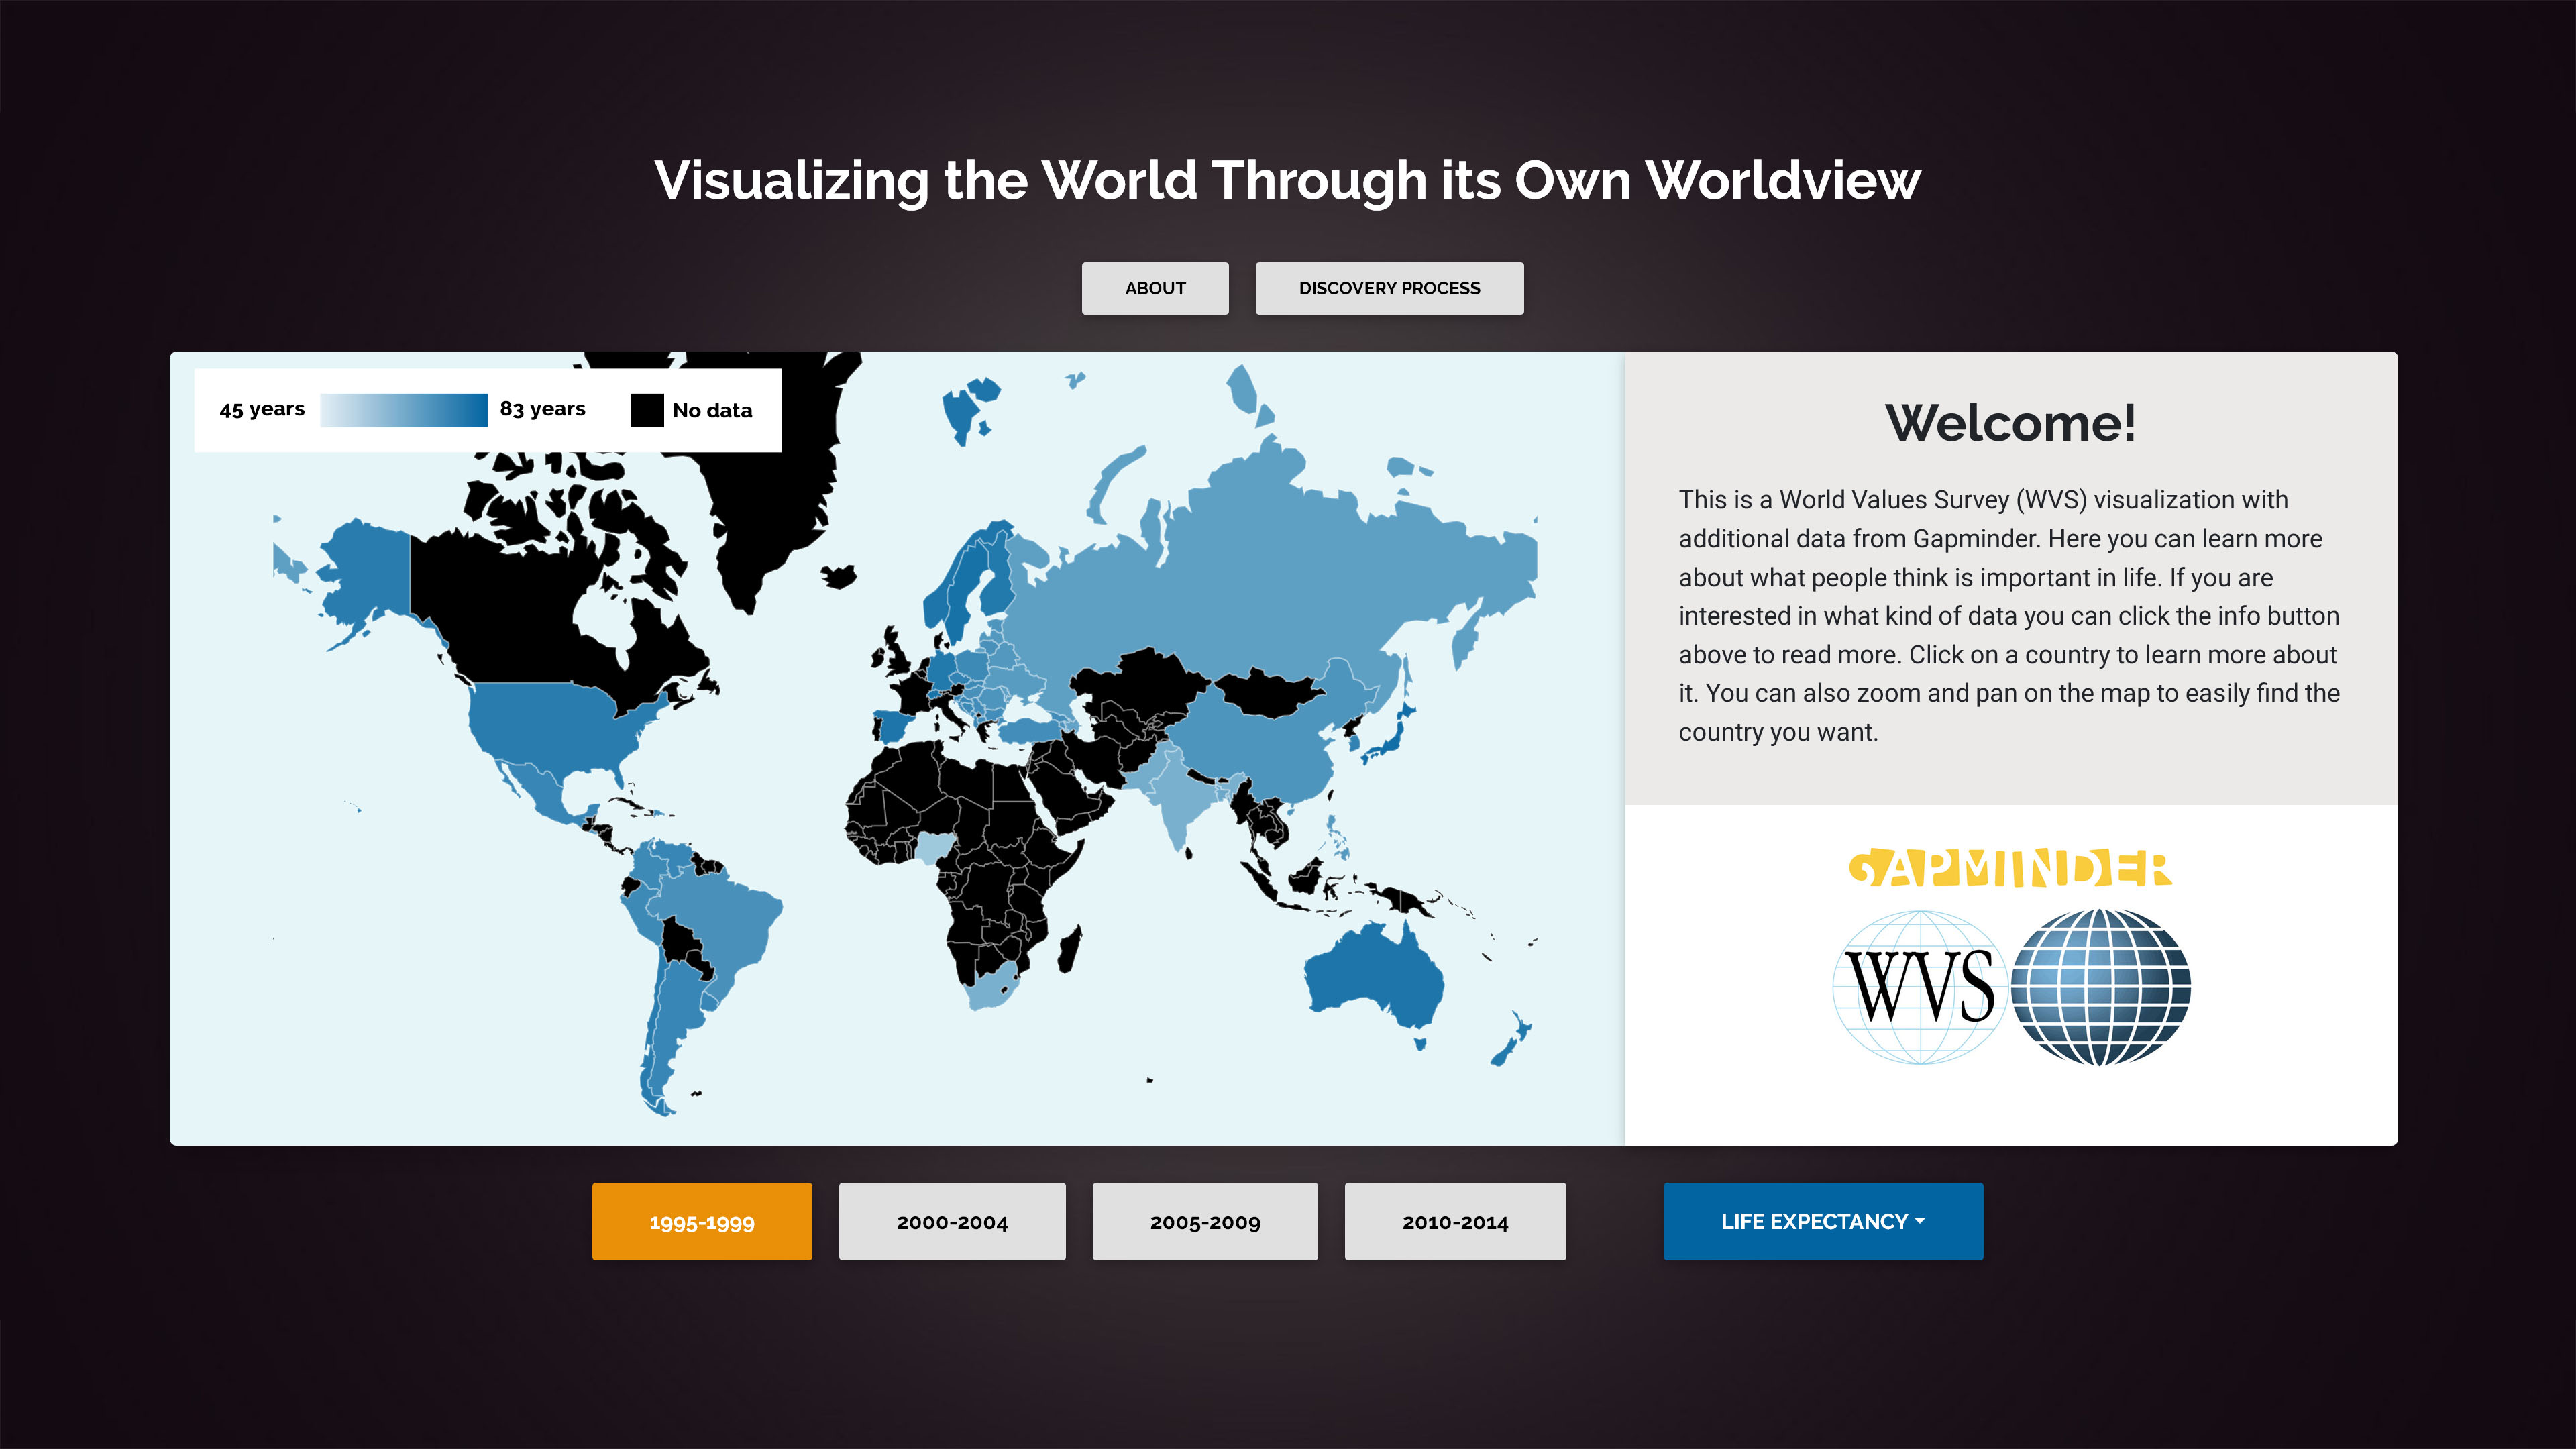 Visualizing the World Through its Own Worldview
ABOUT
DISCOVERY PROCESS
45 years
83 years
No data
Welcome!
This is a World Values Survey (WVS) visualization with
additional data from Gapminder. Here you can learn more
about what people think is important in life. If you are
interested in what kind of data you can click the info button
above to read more. Click on a country to learn more about
it. You can also zoom and pan on the map to easily find the
country you want.
GAPMINDER
WVS
1995-1999
2000-2004
2005-2009
2010-2014
LIFE EXPECTANCY